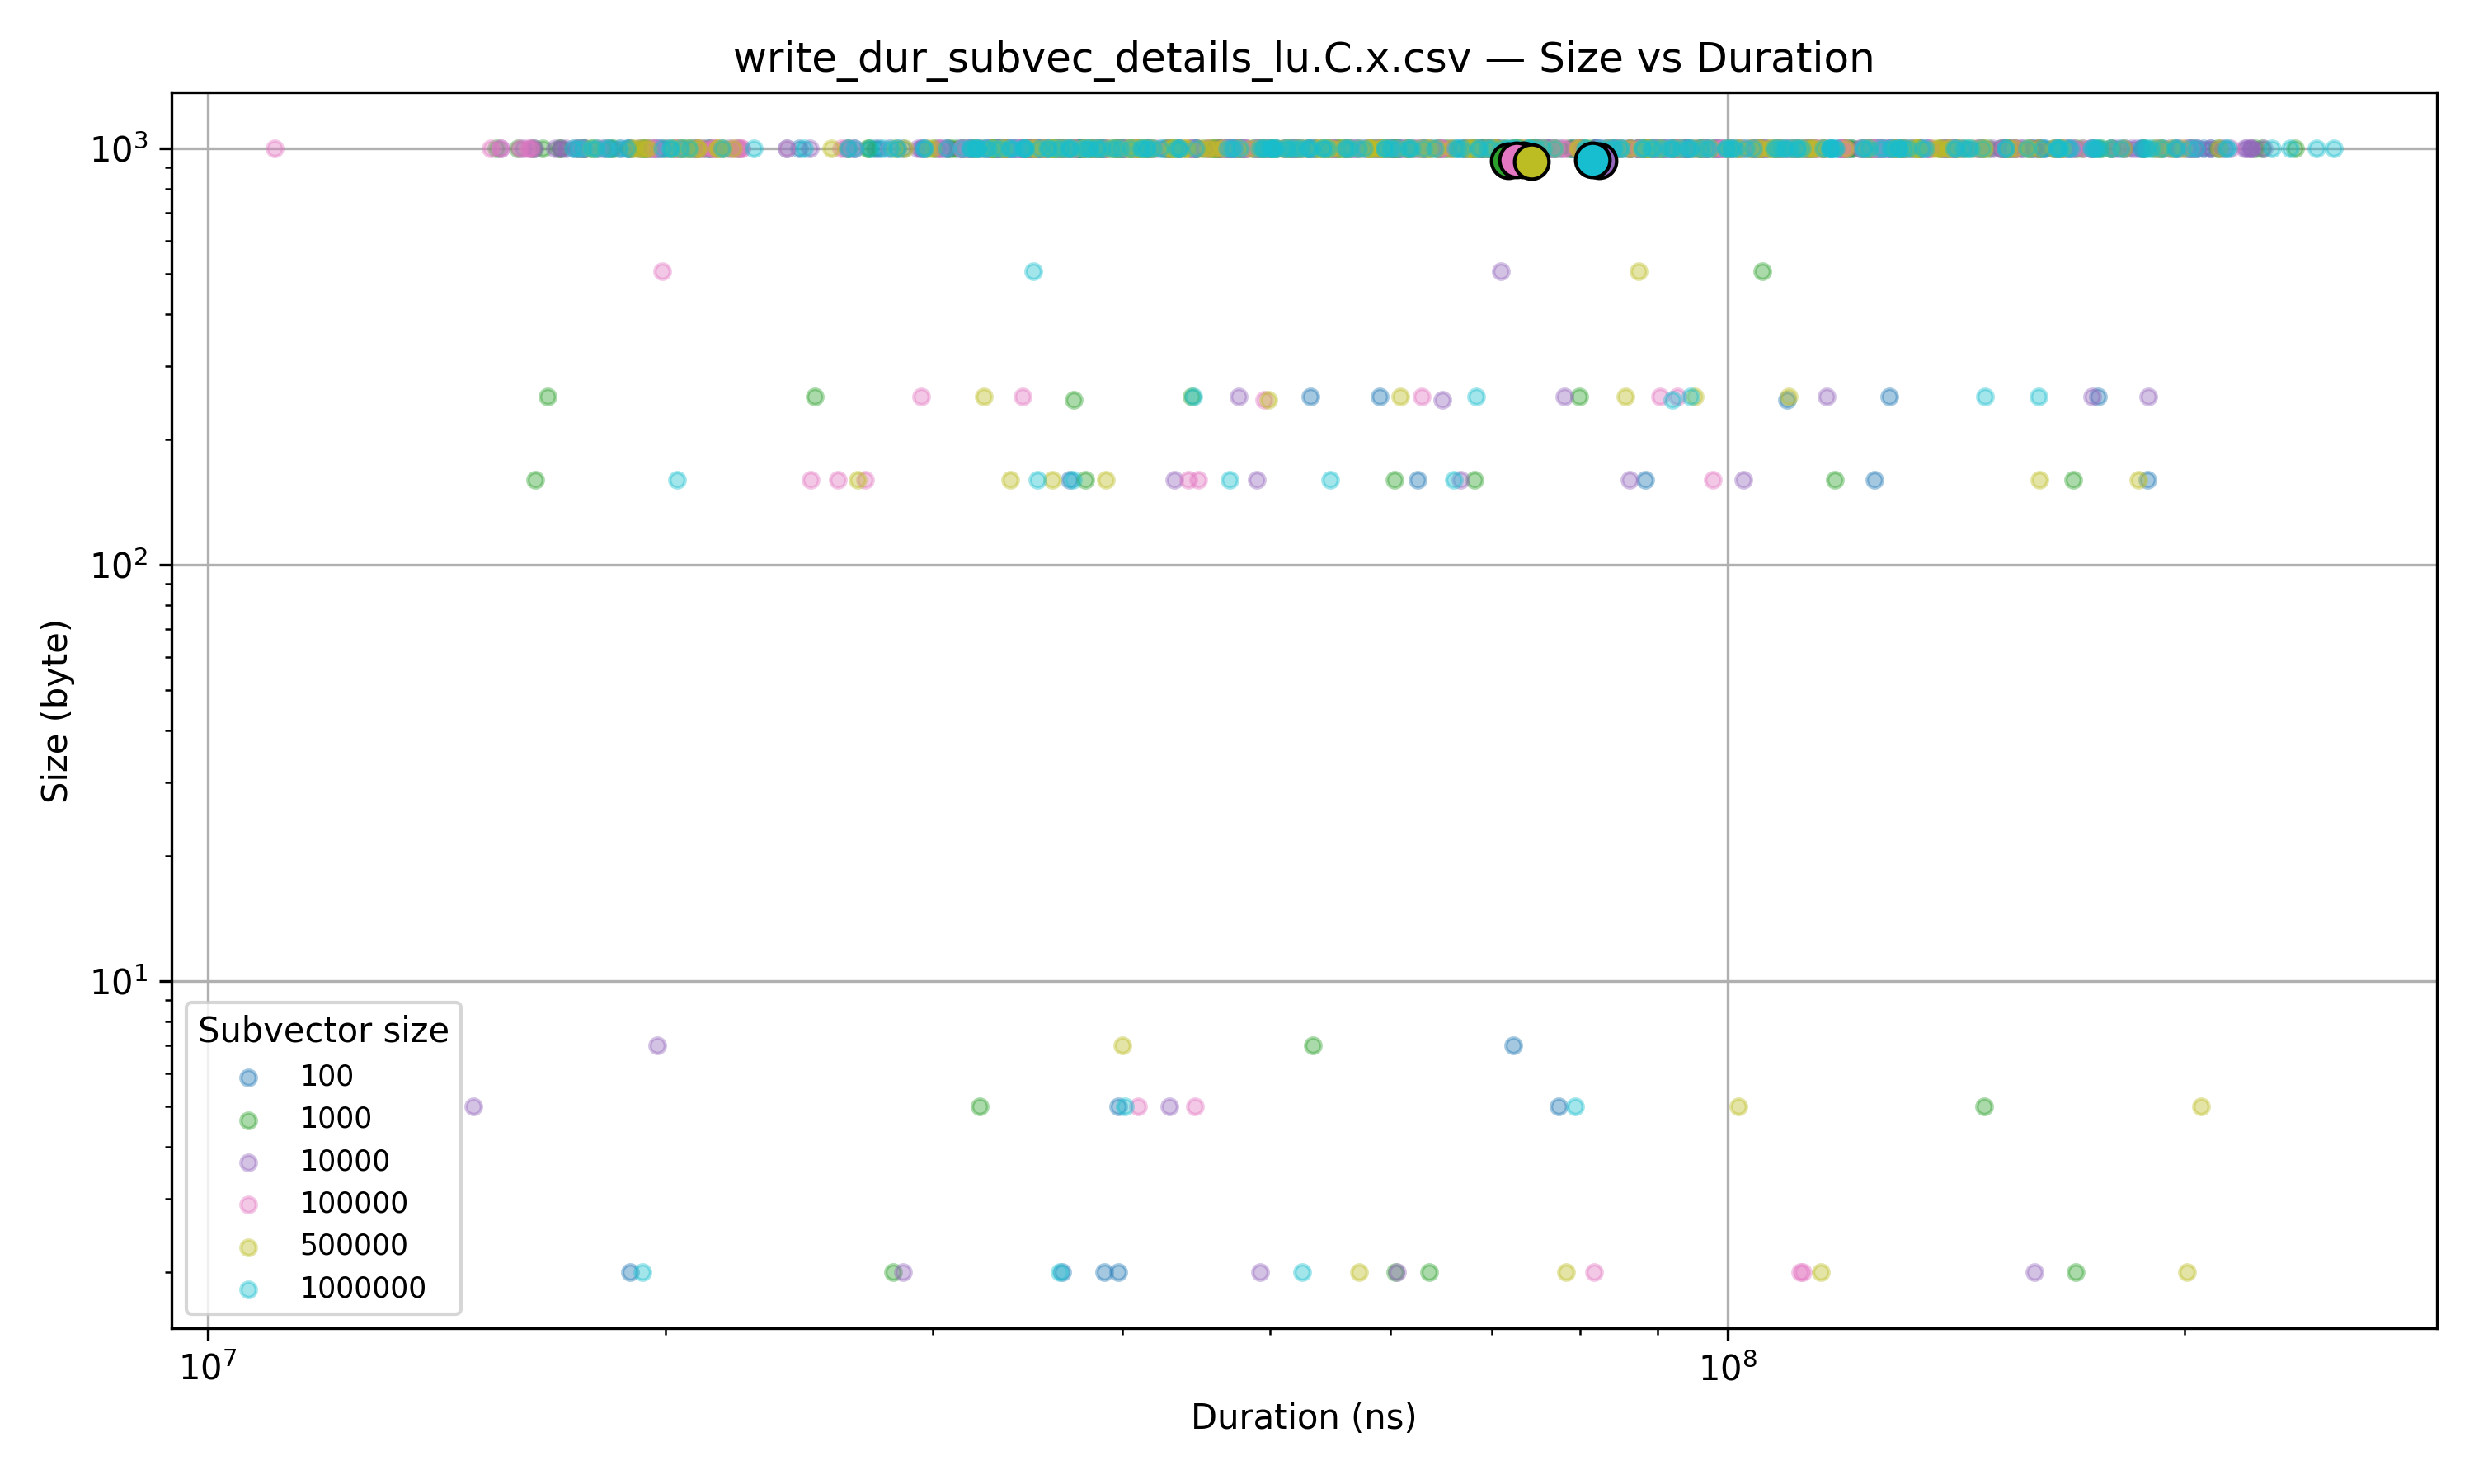 write_dur_subvec_details_lu.C.x.csv — Size vs Duration
Size (byte)
10³
10²
10¹
Subvector size
100
1000
10000
100000
500000
1000000
10⁷
10⁸
Duration (ns)